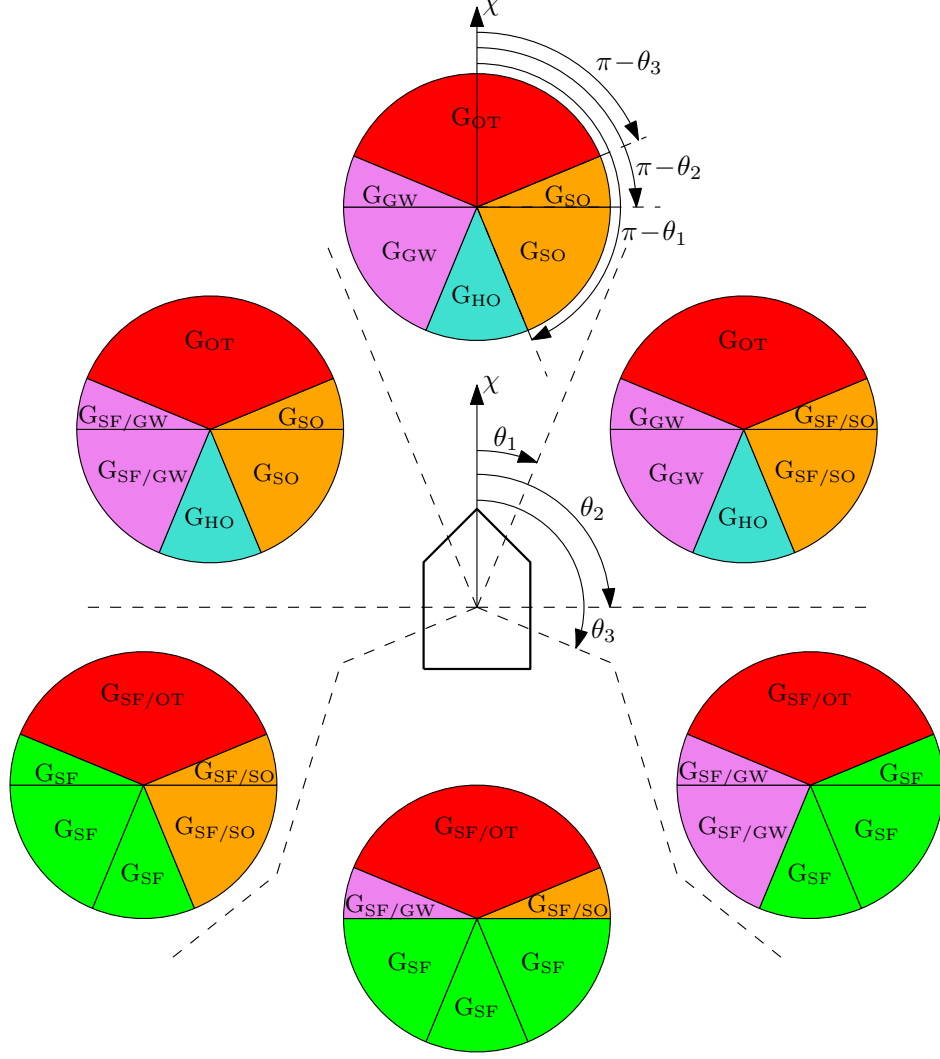 χ
π−θ₃
G_OT
π−θ₂
G_GW
G_SO
π−θ₁
G_GW
G_SO
G_HO
G_OT
G_OT
χ
G_SF/GW
G_SO
G_GW
G_SF/SO
θ₁
G_SF/GW
G_SO
G_GW
G_SF/SO
θ₂
G_HO
G_HO
θ₃
G_SF/OT
G_SF/OT
G_SF
G_SF/SO
G_SF/GW
G_SF
G_SF
G_SF/SO
G_SF/OT
G_SF/GW
G_SF
G_SF
G_SF
G_SF/GW
G_SF/SO
G_SF
G_SF
G_SF